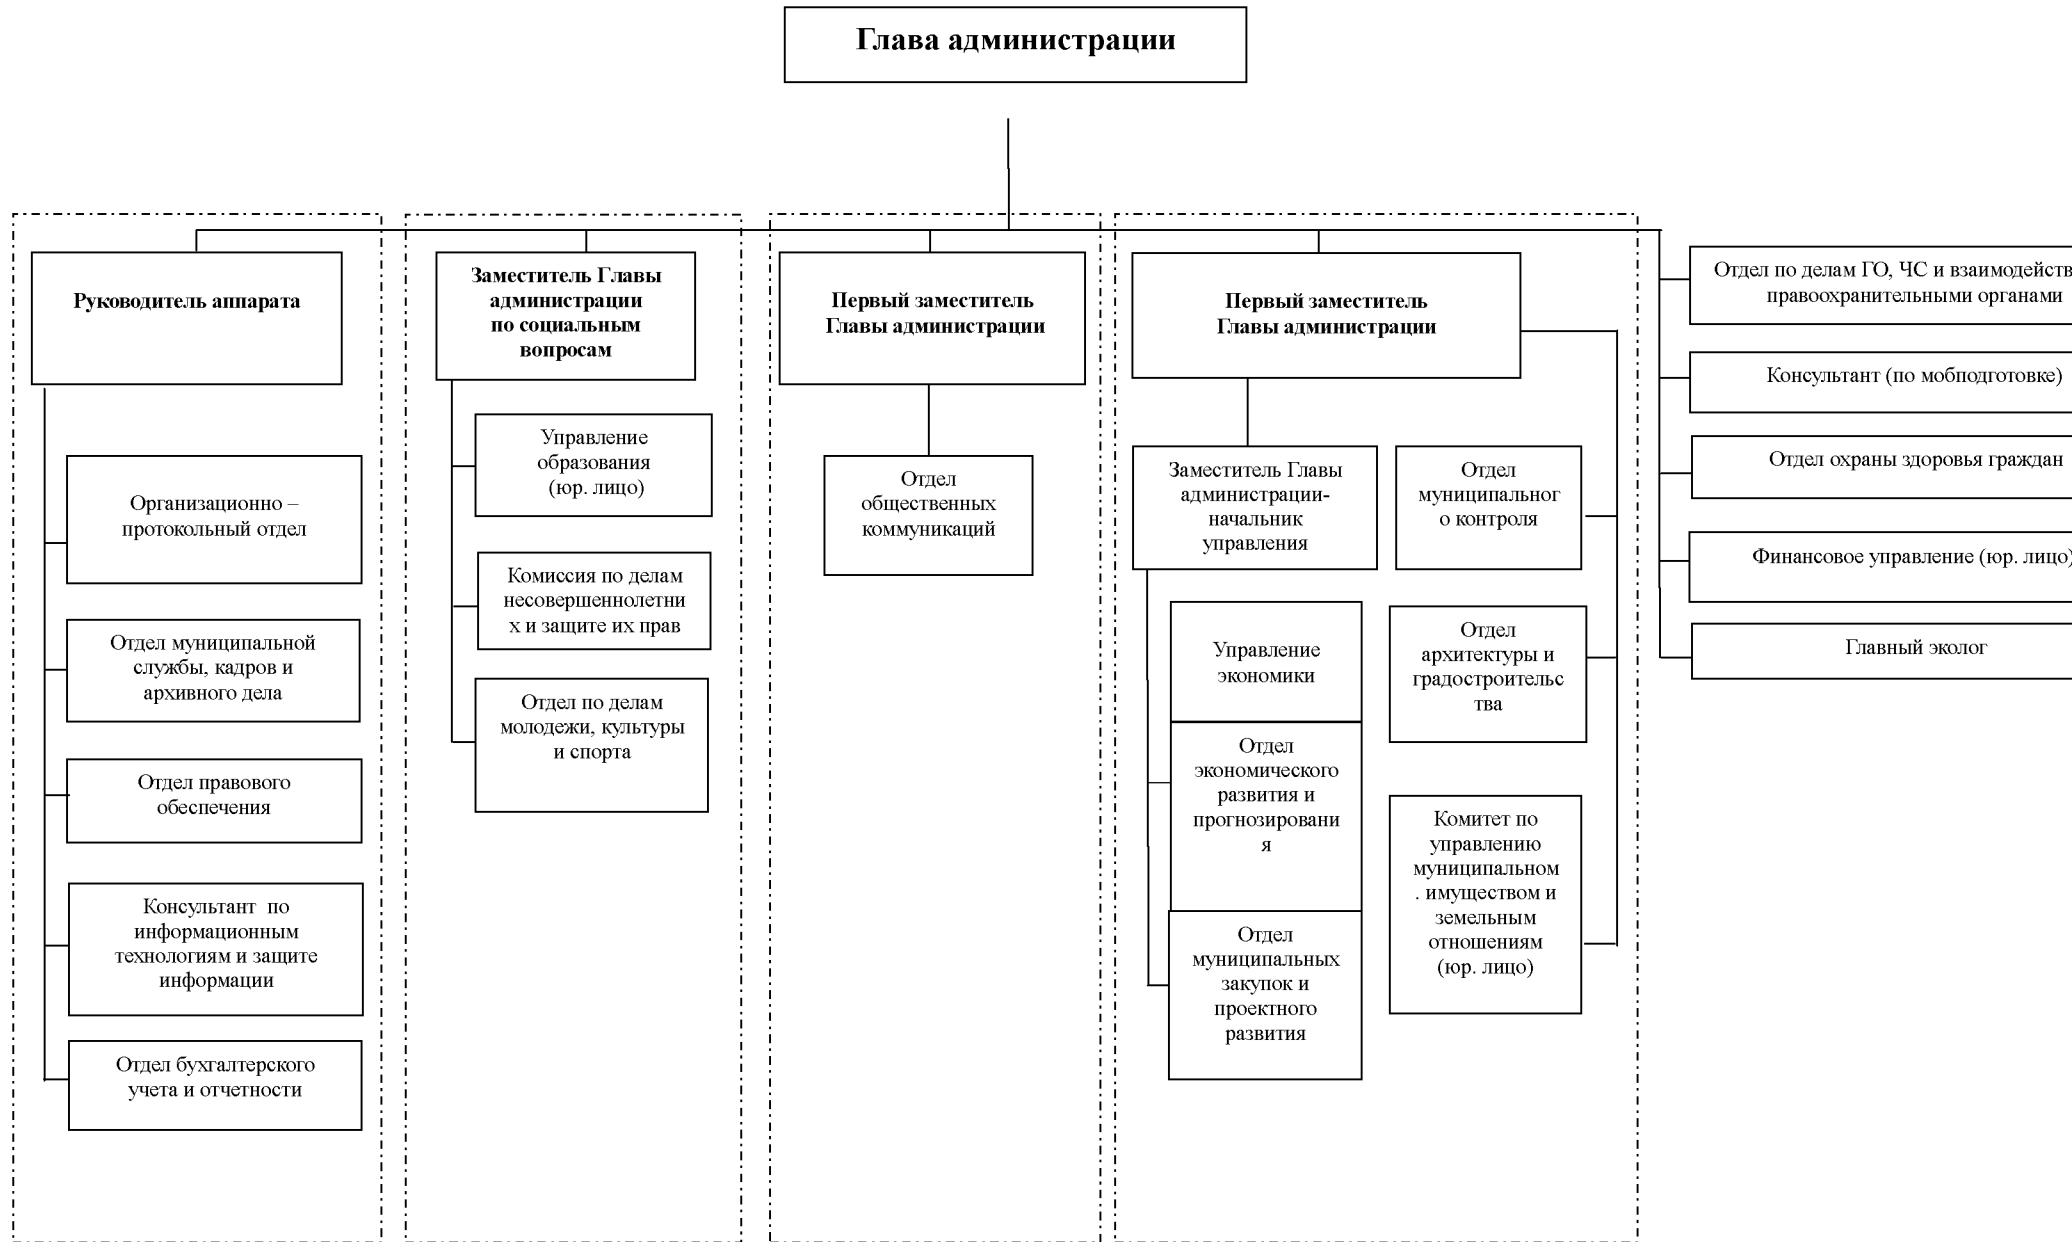 Глава администрации
Руководитель аппарата
Организационно –
протокольный отдел
Отдел муниципальной
службы, кадров и
архивного дела
Отдел правового
обеспечения
Консультант по
информационным
технологиям и защите
информации
Отдел бухгалтерского
учета и отчетности
Заместитель Главы
администрации
по социальным
вопросам
Управление
образования
(юр. лицо)
Комиссия по делам
несовершеннолетни
х и защите их прав
Отдел по делам
молодежи, культуры
и спорта
Первый заместитель
Главы администрации
Отдел
общественных
коммуникаций
Первый заместитель
Главы администрации
Заместитель Главы
администрации-
начальник
управления
Управление
экономики
Отдел
экономического
развития и
прогнозировани
я
Отдел
муниципальных
закупок и
проектного
развития
Отдел
муниципальног
о контроля
Отдел
архитектуры и
градостроительс
тва
Комитет по
управлению
муниципальном
. имуществом и
земельным
отношениям
(юр. лицо)
Отдел по делам ГО, ЧС и взаимодейств
правоохранительными органами
Консультант (по мобподготовке)
Отдел охраны здоровья граждан
Финансовое управление (юр. лицо)
Главный эколог